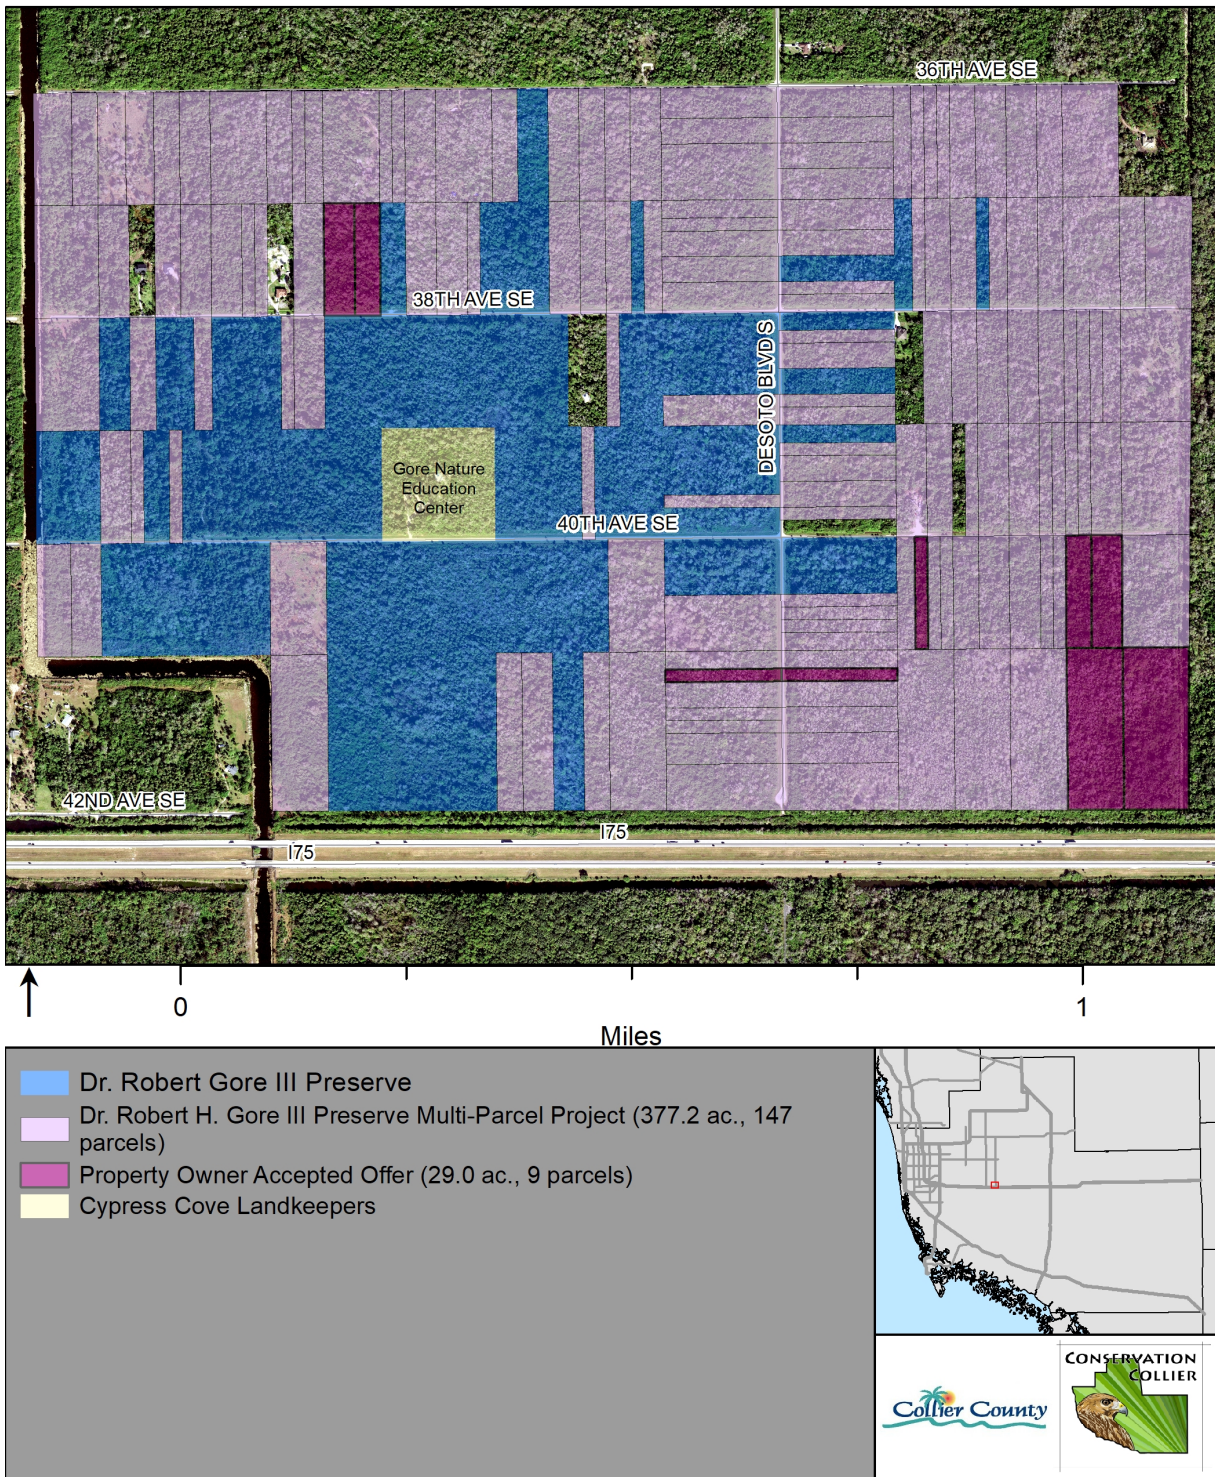 36TH AVE SE
38TH AVE SE
DESOTO BLVD S
Gore Nature
Education
Center
40TH AVE SE
42ND AVE SE
I75
I75
0
1
Miles
Dr. Robert Gore III Preserve
Dr. Robert H. Gore III Preserve Multi-Parcel Project (377.2 ac., 147
parcels)
Property Owner Accepted Offer (29.0 ac., 9 parcels)
Cypress Cove Landkeepers
CONSERVATION
COLLIER
Collier County